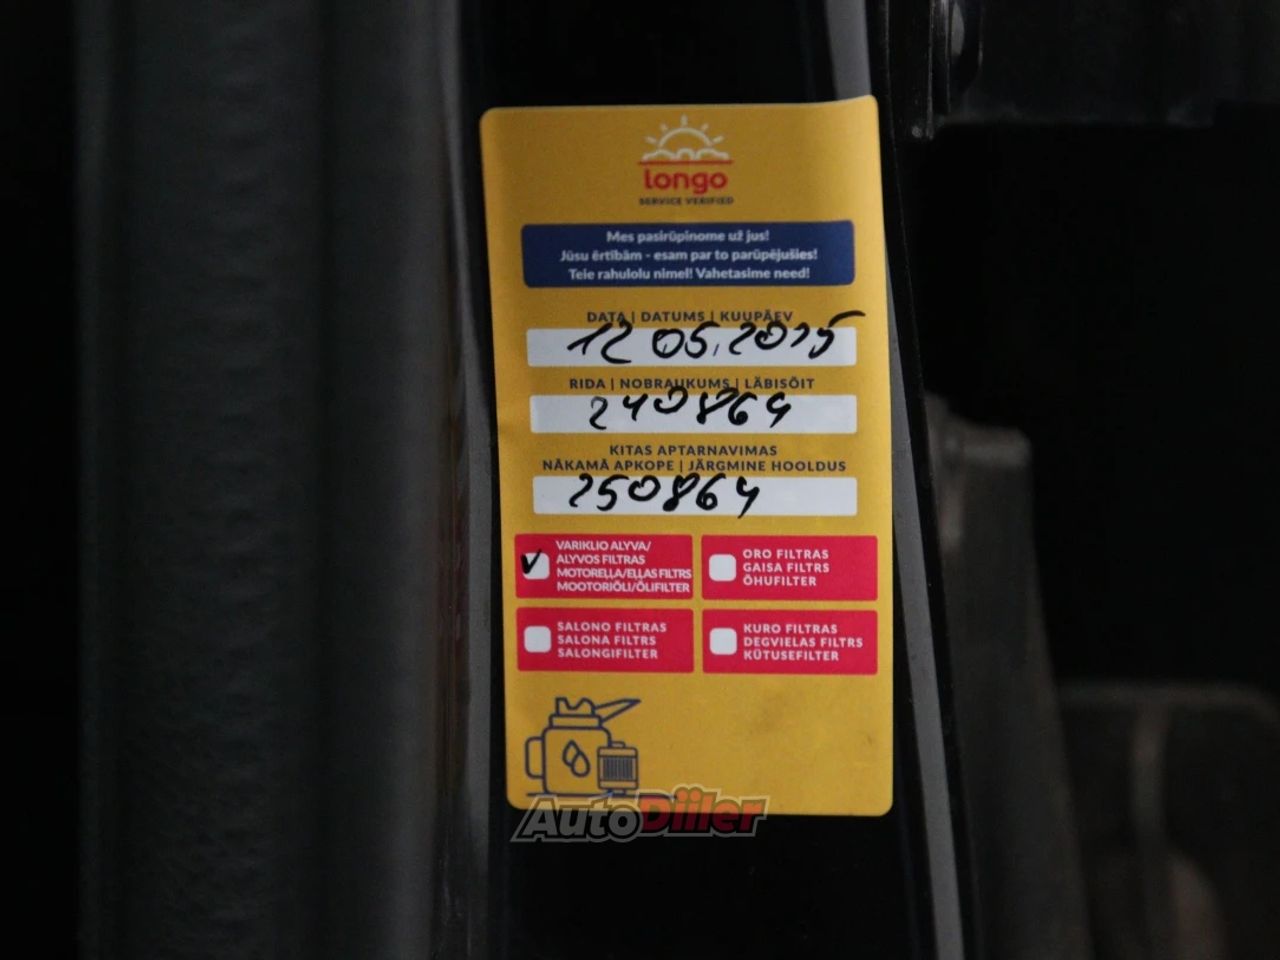 longo
SERVICE VERIFIED
Mes pasirūpinome už jus!
Jūsu ērtībām - esam par to parūpējušies!
Teie rahulolu nimel! Vahetasime need!
DATA | DATUMS | KUUPÄEV
12 05.2025
RIDA | NOBRAUKUMS | LÄBISÕIT
240864
KITAS APTARNAVIMAS
NĀKAMĀ APKOPE | JÄRGMINE HOOLDUS
250864
VARIKLIO ALYVA/
ALYVOS FILTRAS
MOTOREĻĻA/EĻĻAS FILTRS
MOOTORIÕLI/ÕLIFILTER
ORO FILTRAS
GAISA FILTRS
ÕHUFILTER
SALONO FILTRAS
SALONA FILTRS
SALONGIFILTER
KURO FILTRAS
DEGVIELAS FILTRS
KÜTUSEFILTER
AutoDiiler